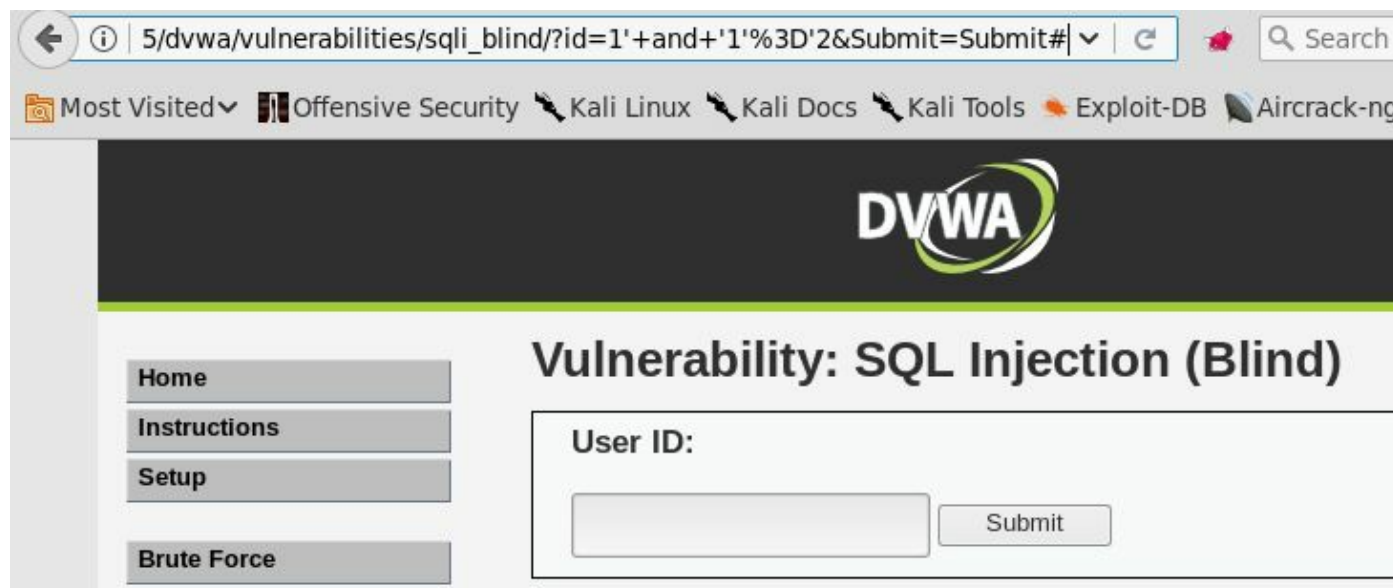 5/dvwa/vulnerabilities/sqli_blind/?id=1'+and+'1'%3D'2&Submit=Submit# Search
Most Visited Offensive Security Kali Linux Kali Docs Kali Tools Exploit-DB Aircrack-ng
DVWA
Vulnerability: SQL Injection (Blind)
Home
Instructions
Setup
Brute Force
User ID:
Submit